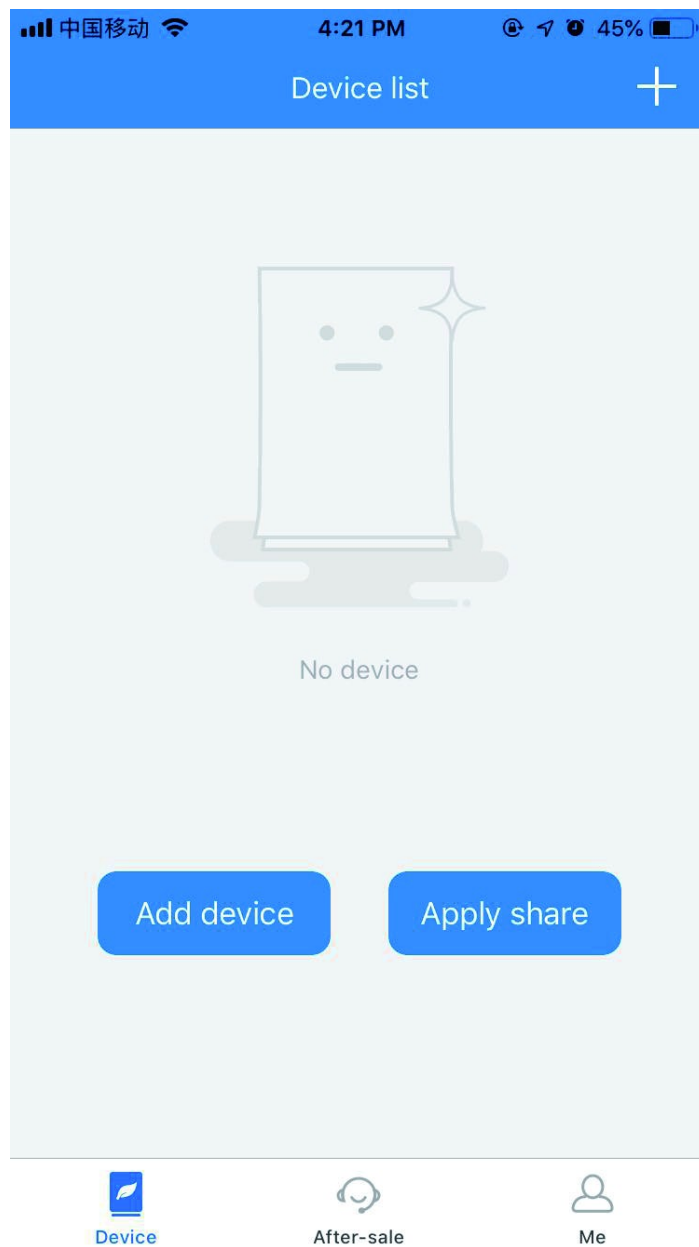 中国移动 4:21 PM 45%
Device list
No device
Add device Apply share
Device After-sale Me